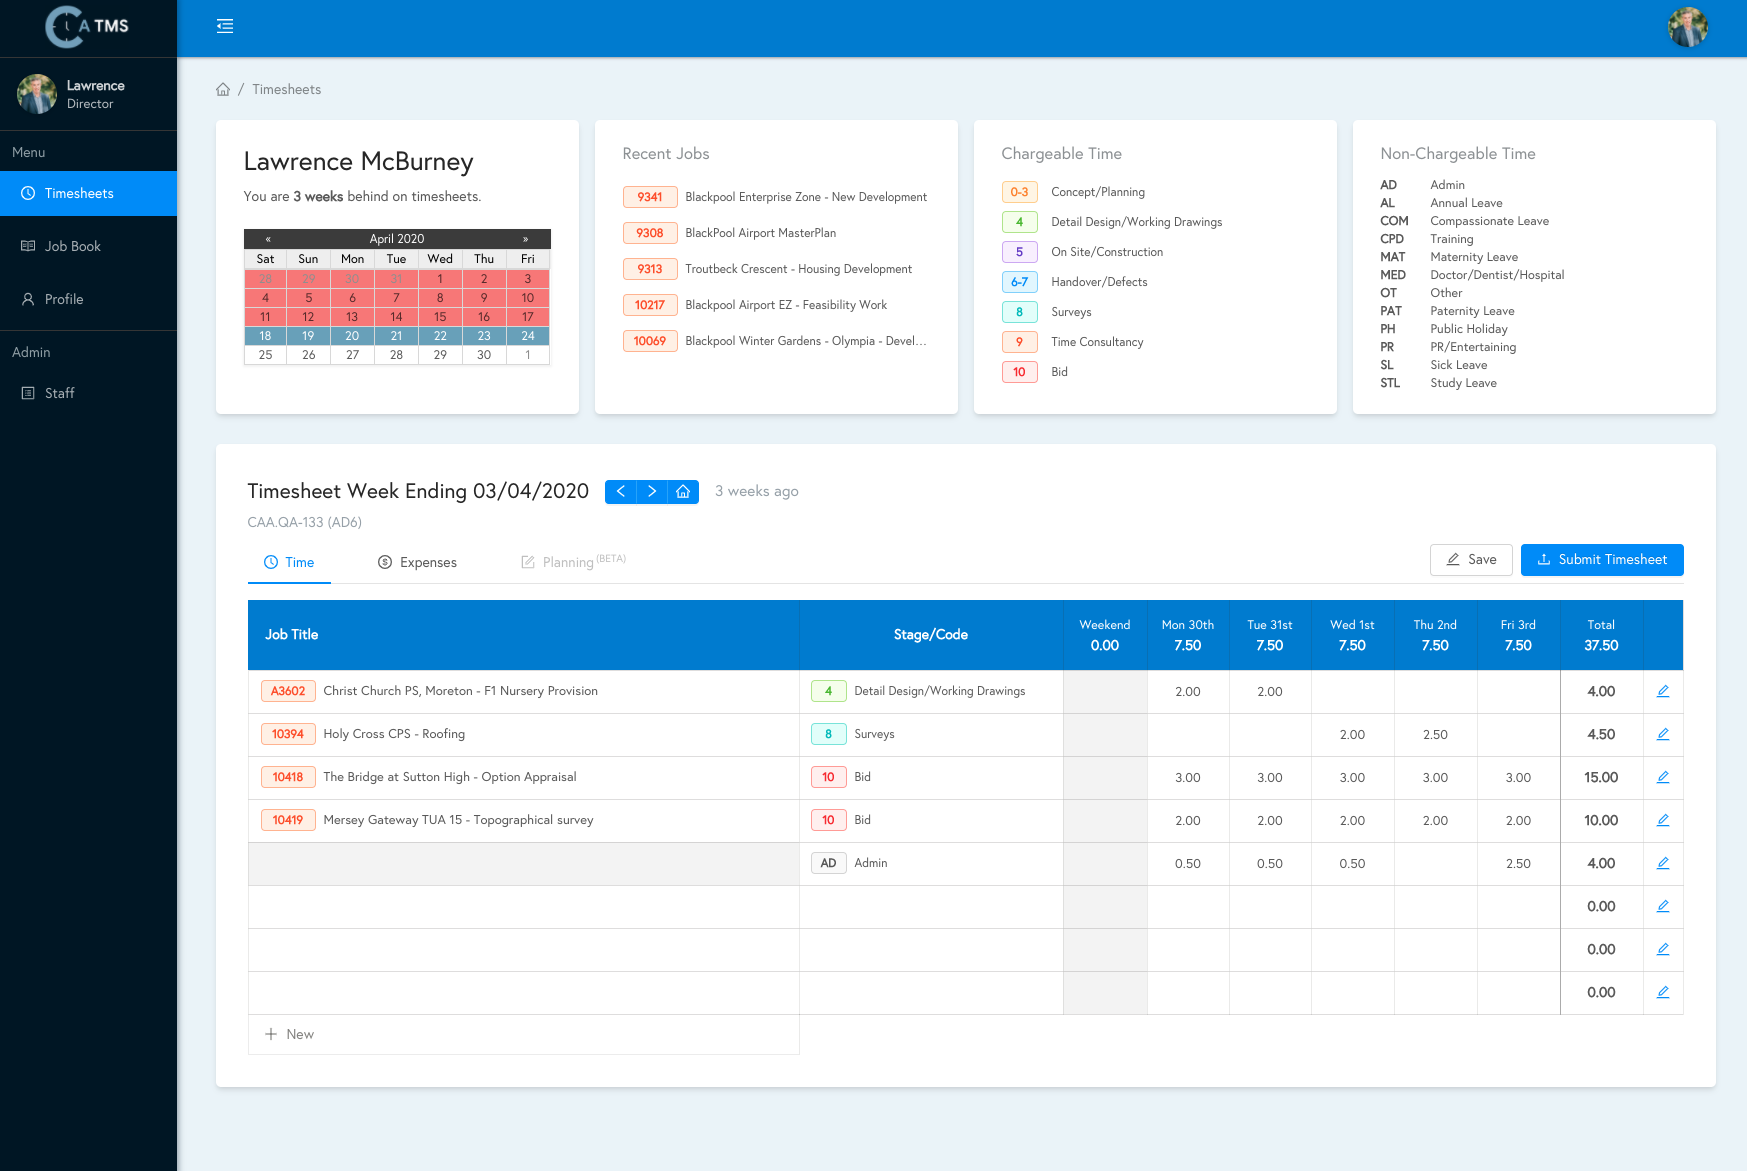 CA TMS
Lawrence
Director
Menu
Timesheets
Job Book
Profile
Admin
Staff
/ Timesheets
Lawrence McBurney
You are 3 weeks behind on timesheets.
« April 2020 »
Sat Sun Mon Tue Wed Thu Fri
28 29 30 31 1 2 3
4 5 6 7 8 9 10
11 12 13 14 15 16 17
18 19 20 21 22 23 24
25 26 27 28 29 30 1
Recent Jobs
9341 Blackpool Enterprise Zone - New Development
9308 BlackPool Airport MasterPlan
9313 Troutbeck Crescent - Housing Development
10217 Blackpool Airport EZ - Feasibility Work
10069 Blackpool Winter Gardens - Olympia - Devel...
Chargeable Time
0-3 Concept/Planning
4 Detail Design/Working Drawings
5 On Site/Construction
6-7 Handover/Defects
8 Surveys
9 Time Consultancy
10 Bid
Non-Chargeable Time
AD Admin
AL Annual Leave
COM Compassionate Leave
CPD Training
MAT Maternity Leave
MED Doctor/Dentist/Hospital
OT Other
PAT Paternity Leave
PH Public Holiday
PR PR/Entertaining
SL Sick Leave
STL Study Leave
Timesheet Week Ending 03/04/2020 < > 3 weeks ago
CAA.QA-133 (AD6)
Time Expenses Planning (BETA) Save Submit Timesheet
Job Title Stage/Code Weekend Mon 30th Tue 31st Wed 1st Thu 2nd Fri 3rd Total
0.00 7.50 7.50 7.50 7.50 7.50 37.50
A3602 Christ Church PS, Moreton - F1 Nursery Provision 4 Detail Design/Working Drawings 2.00 2.00 4.00
10394 Holy Cross CPS - Roofing 8 Surveys 2.00 2.50 4.50
10418 The Bridge at Sutton High - Option Appraisal 10 Bid 3.00 3.00 3.00 3.00 3.00 15.00
10419 Mersey Gateway TUA 15 - Topographical survey 10 Bid 2.00 2.00 2.00 2.00 2.00 10.00
AD Admin 0.50 0.50 0.50 2.50 4.00
0.00
0.00
0.00
+ New